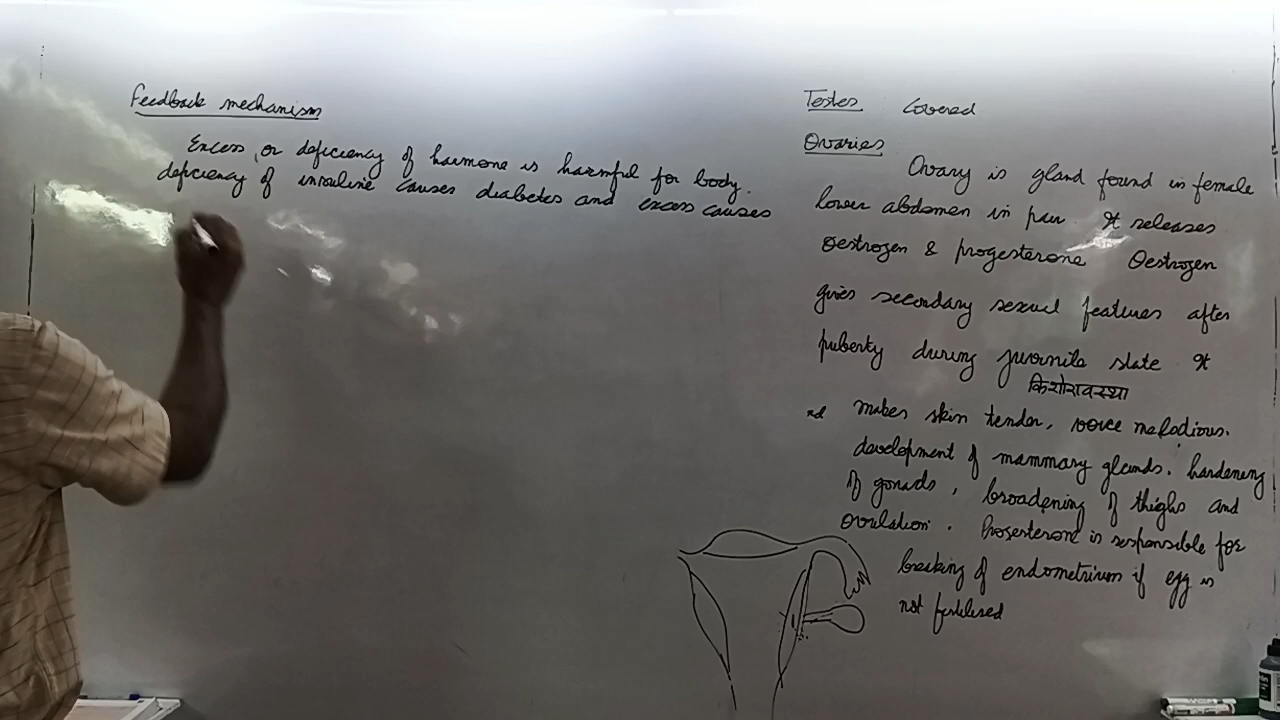 Feedback mechanism
Excess, or deficiency of harmone is harmful for body.
deficiency of insuline causes diabetes and excess causes
Testes Covered
Ovaries
Ovary is gland found in female
lower abdomen in pair It releases
Oestrogen & progesterone Oestrogen
gives secondary sexual features after
puberty during juvenile state It
किशोरावस्था
makes skin tender, voice melodious.
development of mammary glands. hardening
of gonads, broadening of thighs and
Ovulation. Progesterone is responsible for
breaking of endometrium if egg is
not fertilised